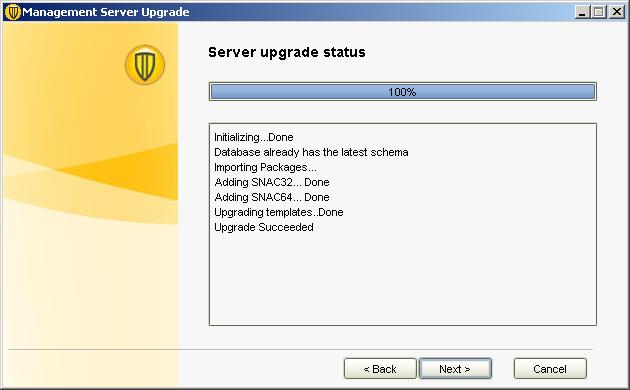 Management Server Upgrade
Server upgrade status
100%
Initializing...Done
Database already has the latest schema
Importing Packages...
Adding SNAC32... Done
Adding SNAC64... Done
Upgrading templates..Done
Upgrade Succeeded
< Back Next > Cancel